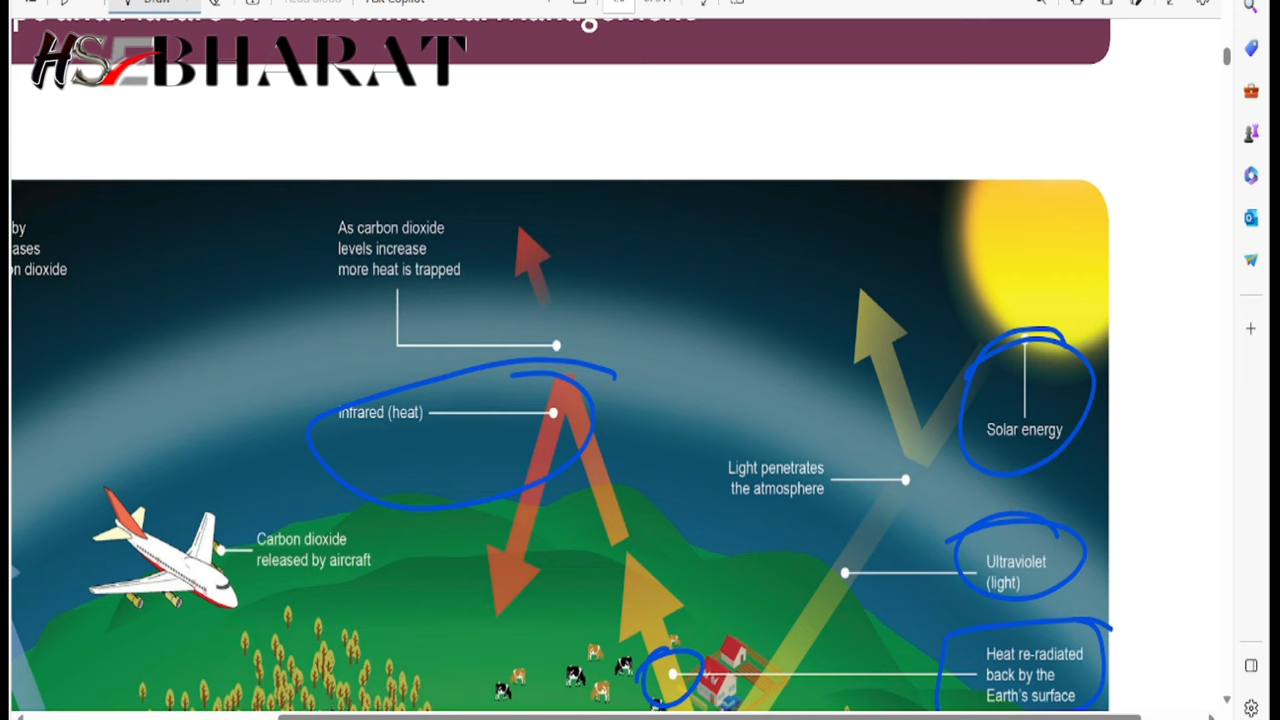 HSEBHARAT
by
ases
n dioxide
As carbon dioxide
levels increase
more heat is trapped
Infrared (heat)
Solar energy
Light penetrates
the atmosphere
Carbon dioxide
released by aircraft
Ultraviolet
(light)
Heat re-radiated
back by the
Earth's surface